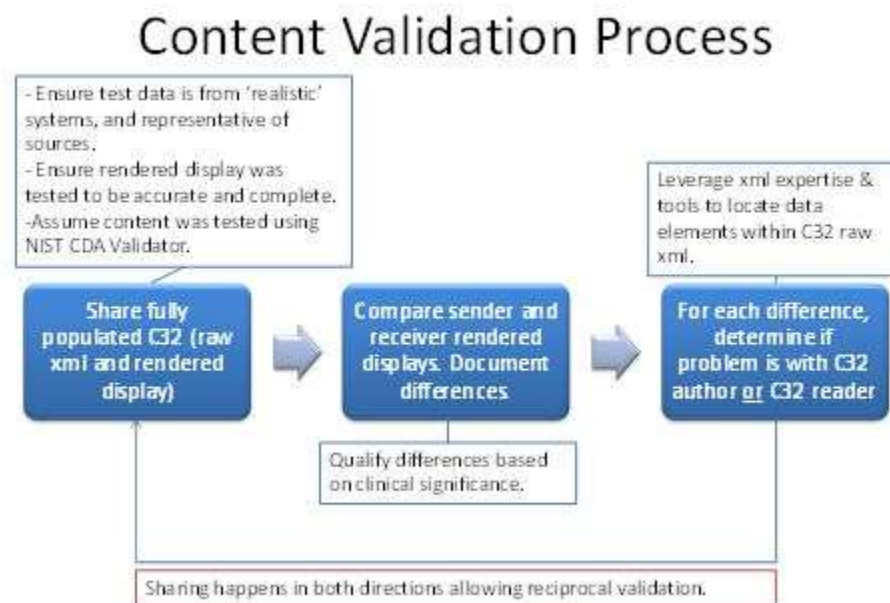 Content Validation Process
- Ensure test data is from ‘realistic’
systems, and representative of
sources.
- Ensure rendered display was
tested to be accurate and complete.
-Assume content was tested using
NIST CDA Validator.
Leverage xml expertise &
tools to locate data
elements within C32 raw
xml.
Share fully
populated C32 (raw
xml and rendered
display)
Compare sender and
receiver rendered
displays. Document
differences
For each difference,
determine if
problem is with C32
author or C32 reader
Qualify differences based
on clinical significance.
Sharing happens in both directions allowing reciprocal validation.